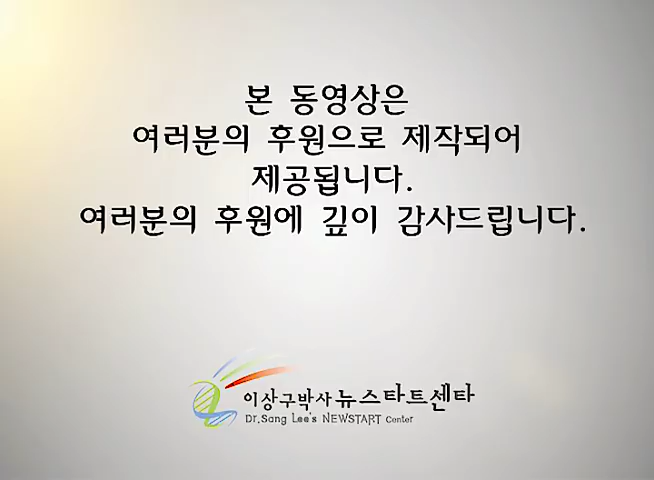 본 동영상은
여러분의 후원으로 제작되어
제공됩니다.
여러분의 후원에 깊이 감사드립니다.
이상구박사 뉴스타트센타
Dr.Sang Lee's NEWSTART Center